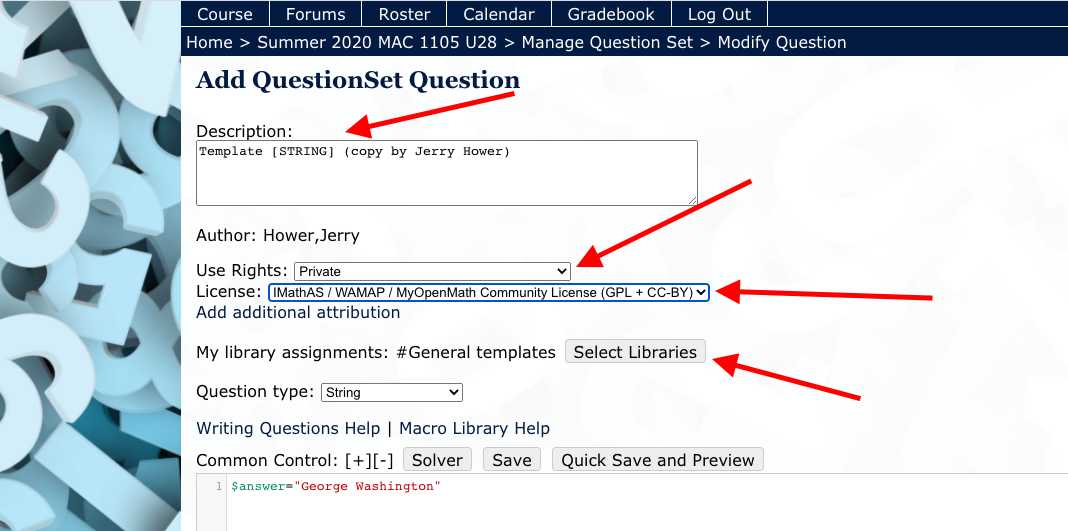 Course Forums Roster Calendar Gradebook Log Out
Home > Summer 2020 MAC 1105 U28 > Manage Question Set > Modify Question
Add QuestionSet Question
Description:
Template [STRING] (copy by Jerry Hower)
Author: Hower,Jerry
Use Rights: Private
License: IMathAS / WAMAP / MyOpenMath Community License (GPL + CC-BY)
Add additional attribution
My library assignments: #General templates Select Libraries
Question type: String
Writing Questions Help | Macro Library Help
Common Control: [+][-] Solver Save Quick Save and Preview
1 $answer="George Washington"